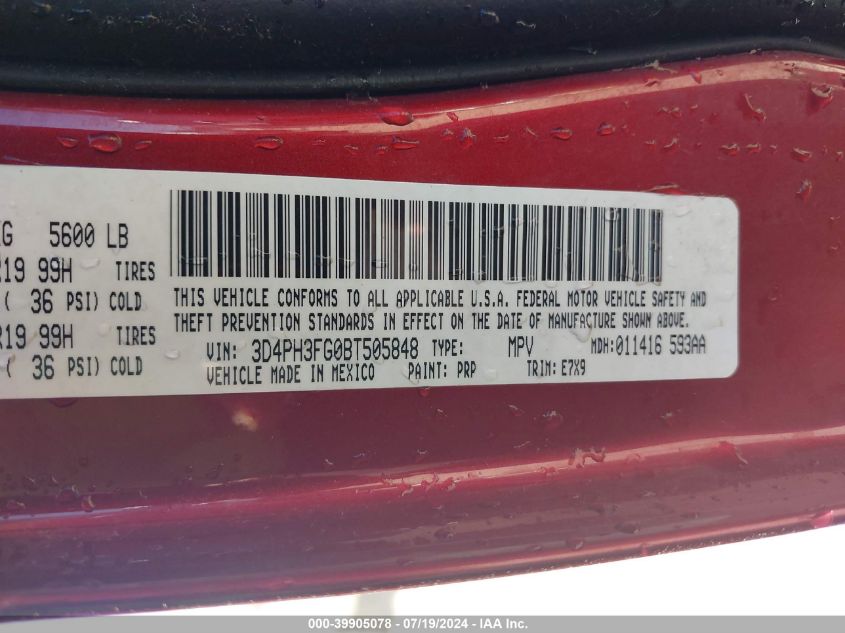 KG 5600 LB
R19 99H TIRES
( 36 PSI) COLD
R19 99H TIRES
( 36 PSI) COLD
THIS VEHICLE CONFORMS TO ALL APPLICABLE U.S.A. FEDERAL MOTOR VEHICLE SAFETY AND
THEFT PREVENTION STANDARDS IN EFFECT ON THE DATE OF MANUFACTURE SHOWN ABOVE.
VIN: 3D4PH3FG0BT505848 TYPE: MPV MDH:011416 593AA
VEHICLE MADE IN MEXICO PAINT: PRP TRIM: E7X9
000-39905078 - 07/19/2024 - IAA Inc.